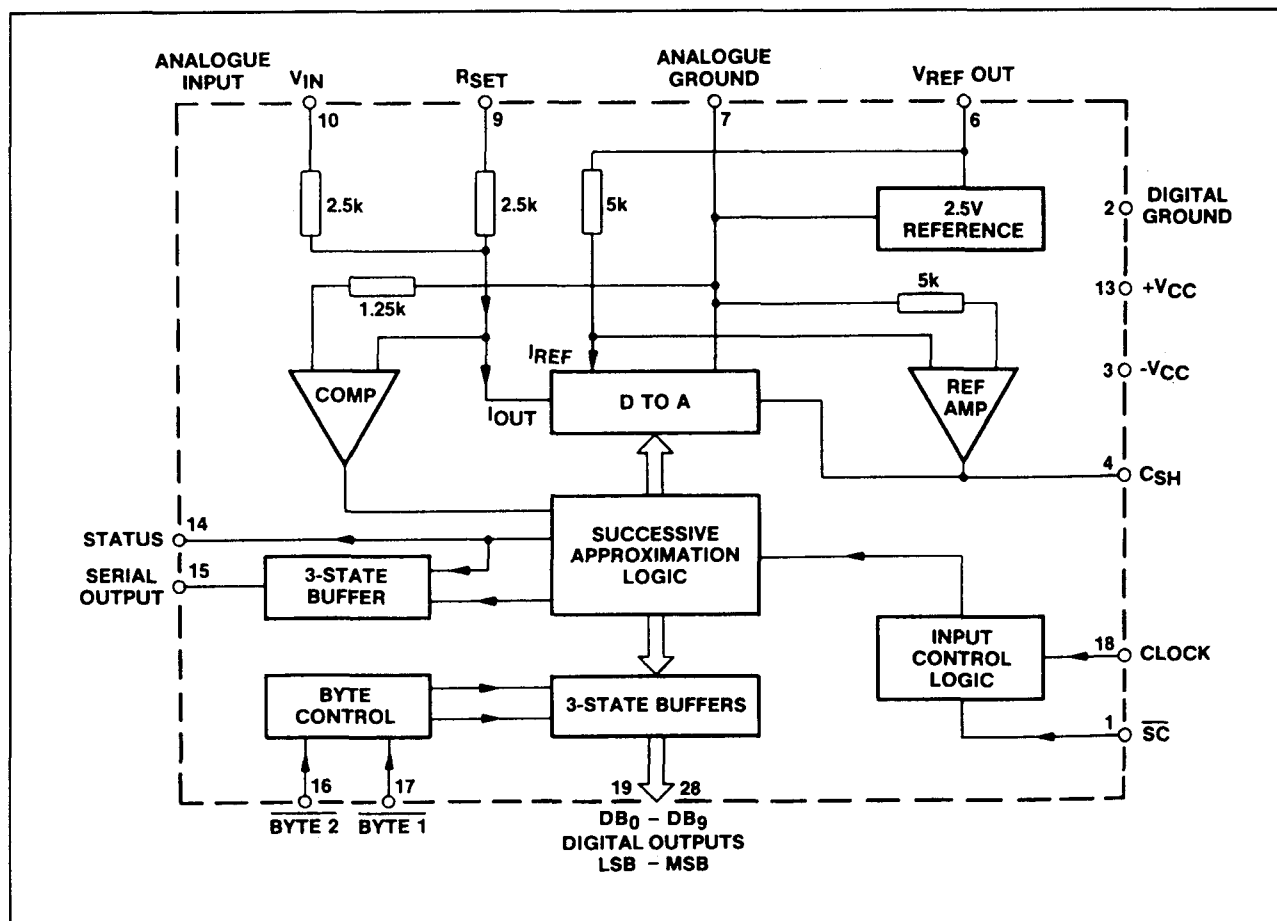 ANALOGUE
INPUT
VIN
10
RSET
9
ANALOGUE
GROUND
7
VREF OUT
6
2.5k
2.5k
5k
2.5V
REFERENCE
2
DIGITAL
GROUND
1.25k
5k
13
+VCC
IREF
COMP
IOUT
D TO A
REF
AMP
3
-VCC
4
CSH
STATUS
14
SERIAL
OUTPUT
15
3-STATE
BUFFER
SUCCESSIVE
APPROXIMATION
LOGIC
INPUT
CONTROL
LOGIC
18
CLOCK
BYTE
CONTROL
3-STATE BUFFERS
1
S̅C̅
16
17
B̅Y̅T̅E̅ ̅2̅
B̅Y̅T̅E̅ ̅1̅
19
28
DB0 – DB9
DIGITAL OUTPUTS
LSB – MSB